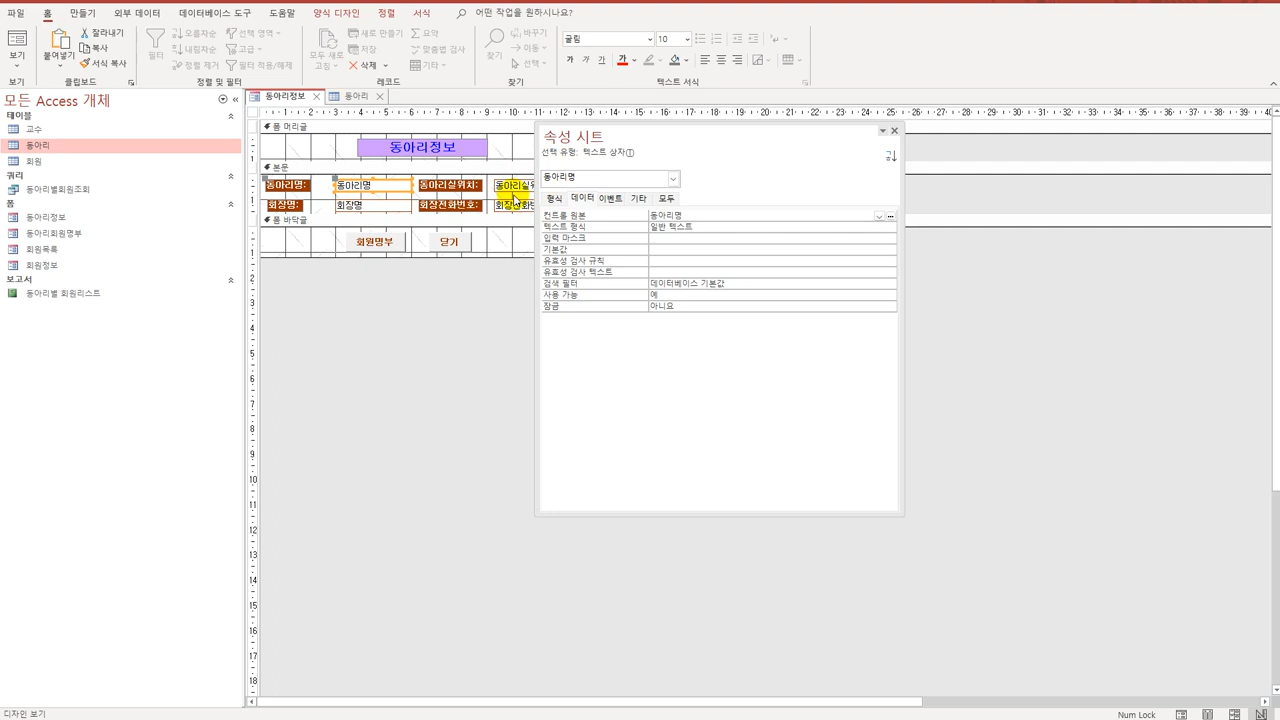 파일 홈 만들기 외부 데이터 데이터베이스 도구 도움말 양식 디자인 정렬 서식 어떤 작업을 원하시나요?
보기
보기
붙여넣기
잘라내기
복사
서식 복사
클립보드
필터
오름차순
내림차순
정렬 제거
선택 영역
고급
필터 적용/해제
정렬 및 필터
모두 새로 고침
새로 만들기
저장
삭제
요약
맞춤법 검사
기타
레코드
찾기
바꾸기
이동
선택
찾기
굴림 10
가 가 가 가
텍스트 서식
모든 Access 개체
테이블
교수
동아리
회원
쿼리
동아리별회원조회
폼
동아리정보
동아리회원명부
회원목록
회원정보
보고서
동아리별 회원리스트
동아리정보 동아리
폼 머리글
동아리정보
본문
동아리명: 동아리명 동아리실위치:
회장명: 회장명 회장전화번호:
폼 바닥글
회원명부 닫기
속성 시트
선택 유형: 텍스트 상자(T)
동아리명
형식 데이터 이벤트 기타 모두
컨트롤 원본 동아리명
텍스트 형식 일반 텍스트
입력 마스크
기본값
유효성 검사 규칙
유효성 검사 텍스트
검색 필터 데이터베이스 기본값
사용 가능 예
잠금 아니요
디자인 보기 Num Lock